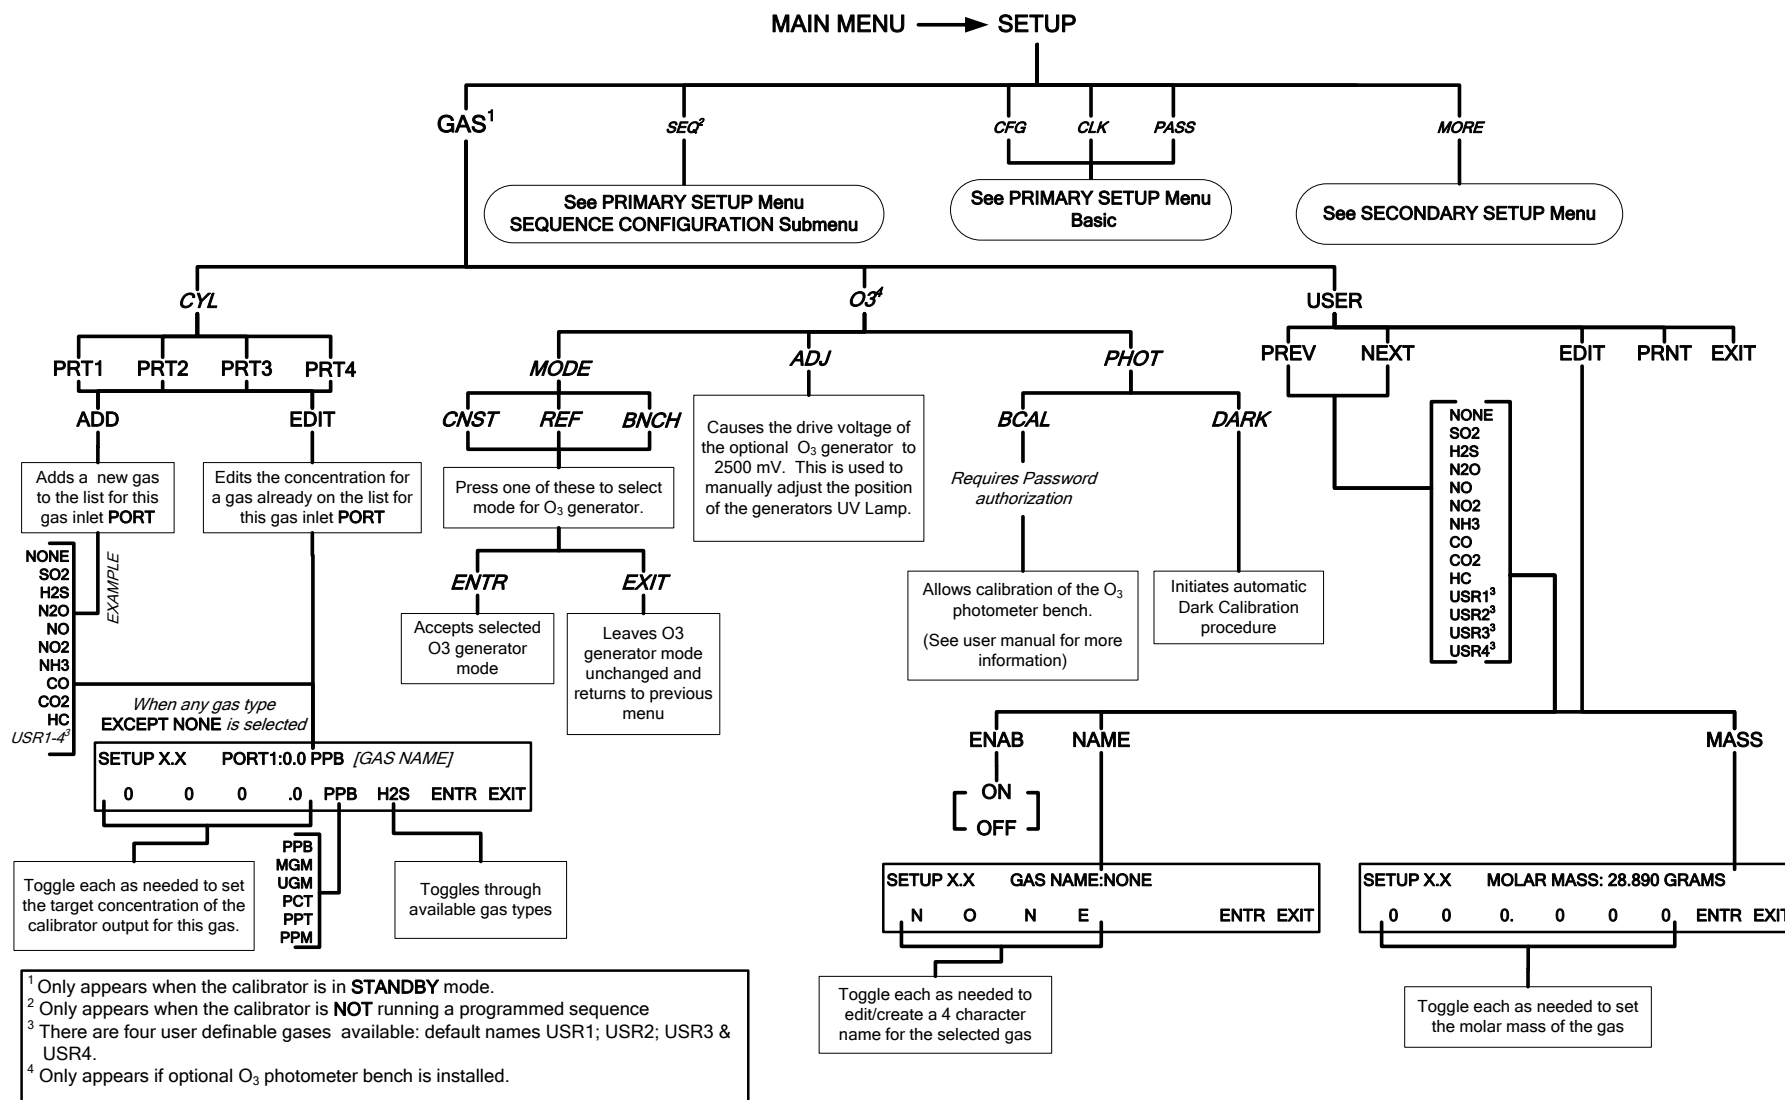 MAIN MENU SETUP
GAS1 SEQ2 CFG CLK PASS MORE
See PRIMARY SETUP Menu
SEQUENCE CONFIGURATION Submenu
See PRIMARY SETUP Menu
Basic
See SECONDARY SETUP Menu
CYL O34 USER
PRT1 PRT2 PRT3 PRT4
ADD EDIT
Adds a new gas
to the list for this
gas inlet PORT
Edits the concentration for
a gas already on the list for
this gas inlet PORT
NONE
SO2
H2S
N2O
NO
NO2
NH3
CO
CO2
HC
USR1-43
EXAMPLE
When any gas type
EXCEPT NONE is selected
SETUP X.X PORT1:0.0 PPB [GAS NAME]
0 0 0 .0 PPB H2S ENTR EXIT
Toggle each as needed to set
the target concentration of the
calibrator output for this gas.
PPB
MGM
UGM
PCT
PPT
PPM
Toggles through
available gas types
MODE ADJ PHOT
CNST REF BNCH
Press one of these to select
mode for O3 generator.
ENTR EXIT
Accepts selected
O3 generator
mode
Leaves O3
generator mode
unchanged and
returns to previous
menu
Causes the drive voltage of
the optional O3 generator to
2500 mV. This is used to
manually adjust the position
of the generators UV Lamp.
BCAL DARK
Requires Password
authorization
Allows calibration of the O3
photometer bench.
(See user manual for more
information)
Initiates automatic
Dark Calibration
procedure
PREV NEXT EDIT PRNT EXIT
NONE
SO2
H2S
N2O
NO
NO2
NH3
CO
CO2
HC
USR13
USR23
USR33
USR43
ENAB NAME MASS
ON
OFF
SETUP X.X GAS NAME:NONE
N O N E ENTR EXIT
Toggle each as needed to
edit/create a 4 character
name for the selected gas
SETUP X.X MOLAR MASS: 28.890 GRAMS
0 0 0. 0 0 0 ENTR EXIT
Toggle each as needed to set
the molar mass of the gas
1 Only appears when the calibrator is in STANDBY mode.
2 Only appears when the calibrator is NOT running a programmed sequence
3 There are four user definable gases available: default names USR1; USR2; USR3 &
USR4.
4 Only appears if optional O3 photometer bench is installed.